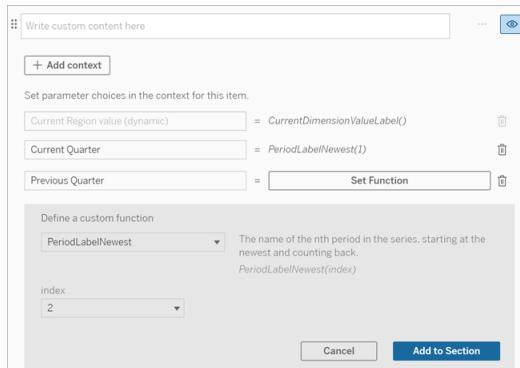 Write custom content here
+ Add context
Set parameter choices in the context for this item.
Current Region value (dynamic) = CurrentDimensionValueLabel()
Current Quarter = PeriodLabelNewest(1)
Previous Quarter = Set Function
Define a custom function
PeriodLabelNewest
The name of the nth period in the series, starting at the
newest and counting back.
PeriodLabelNewest(index)
index
2
Cancel Add to Section